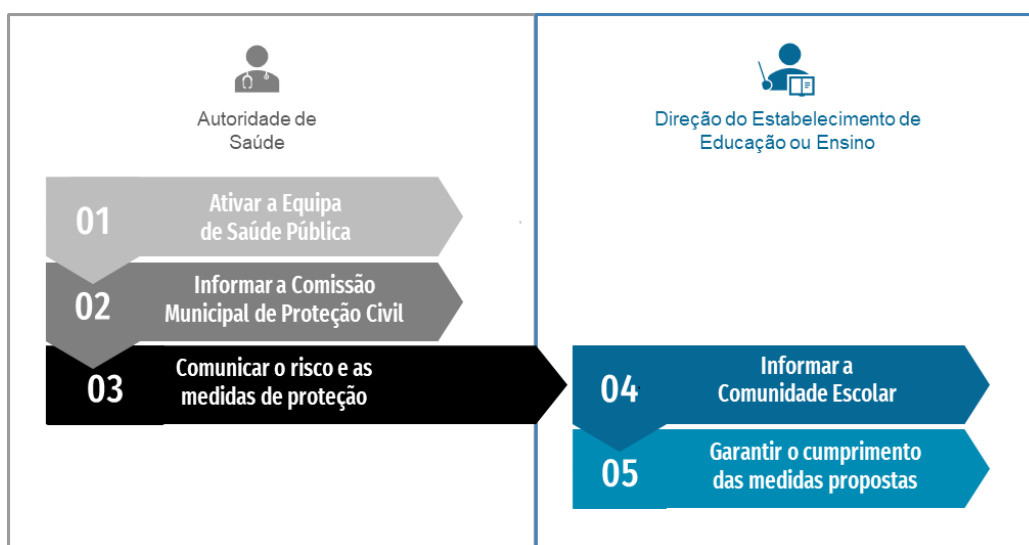 Autoridade de
Saúde
01
Ativar a Equipa
de Saúde Pública
02
Informar a Comissão
Municipal de Proteção Civil
03
Comunicar o risco e as
medidas de proteção
Direção do Estabelecimento de
Educação ou Ensino
04
Informar a
Comunidade Escolar
05
Garantir o cumprimento
das medidas propostas